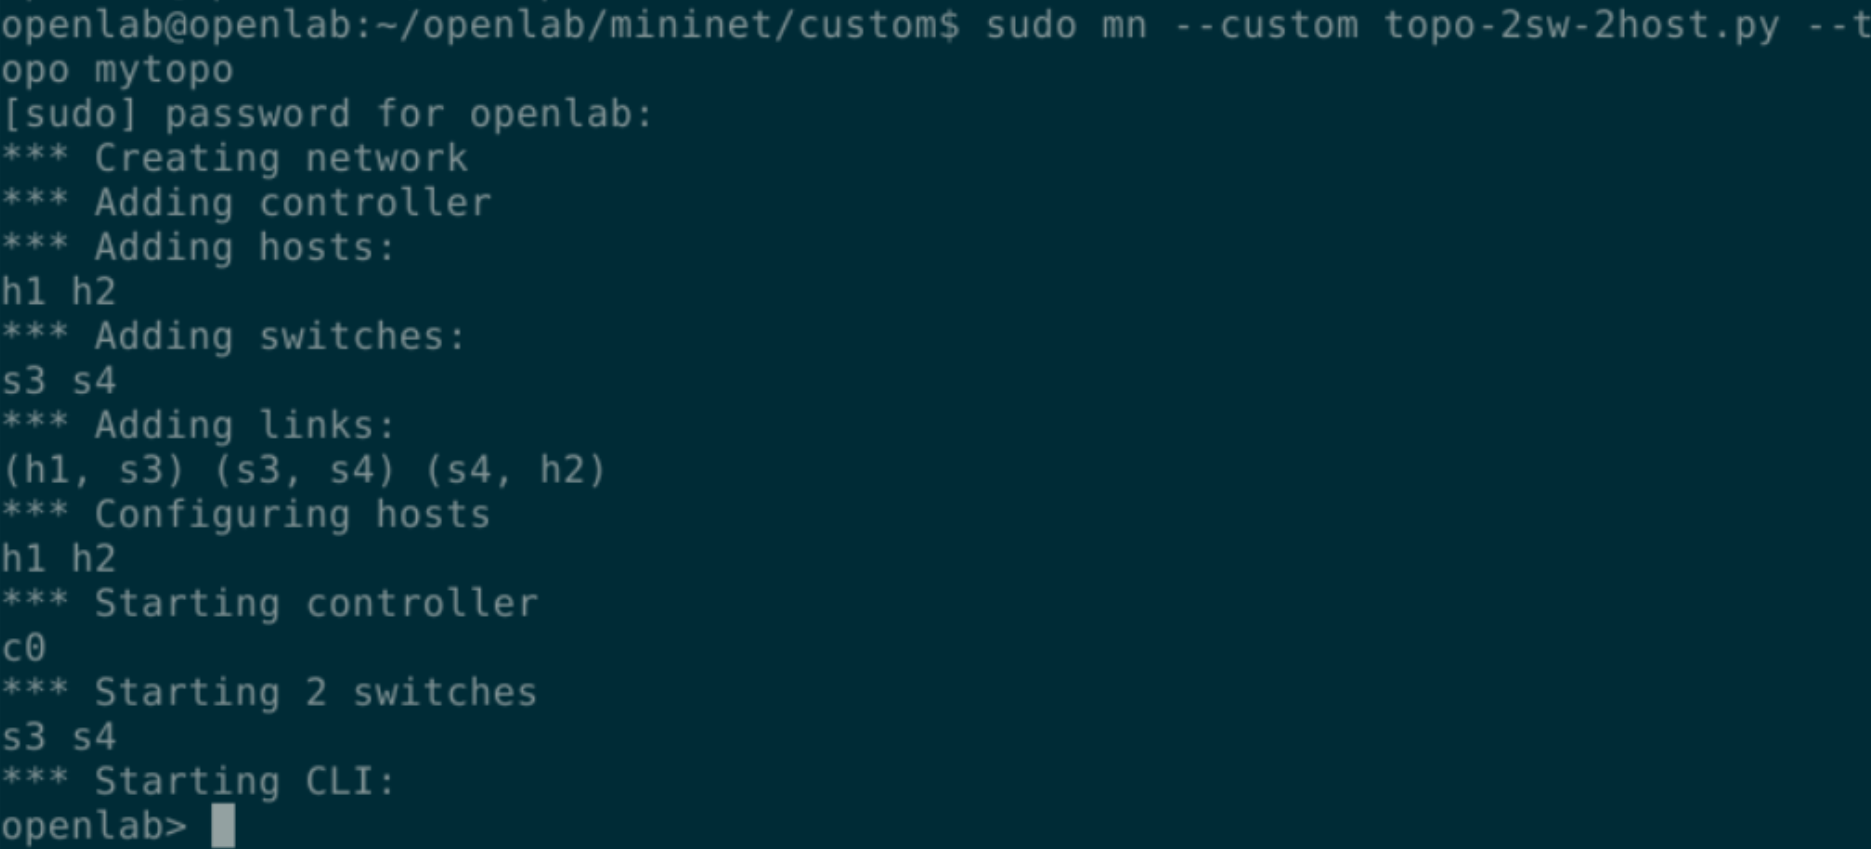 openlab@openlab:~/openlab/mininet/custom$ sudo mn --custom topo-2sw-2host.py --t
opo mytopo
[sudo] password for openlab:
*** Creating network
*** Adding controller
*** Adding hosts:
h1 h2
*** Adding switches:
s3 s4
*** Adding links:
(h1, s3) (s3, s4) (s4, h2)
*** Configuring hosts
h1 h2
*** Starting controller
c0
*** Starting 2 switches
s3 s4
*** Starting CLI:
openlab>